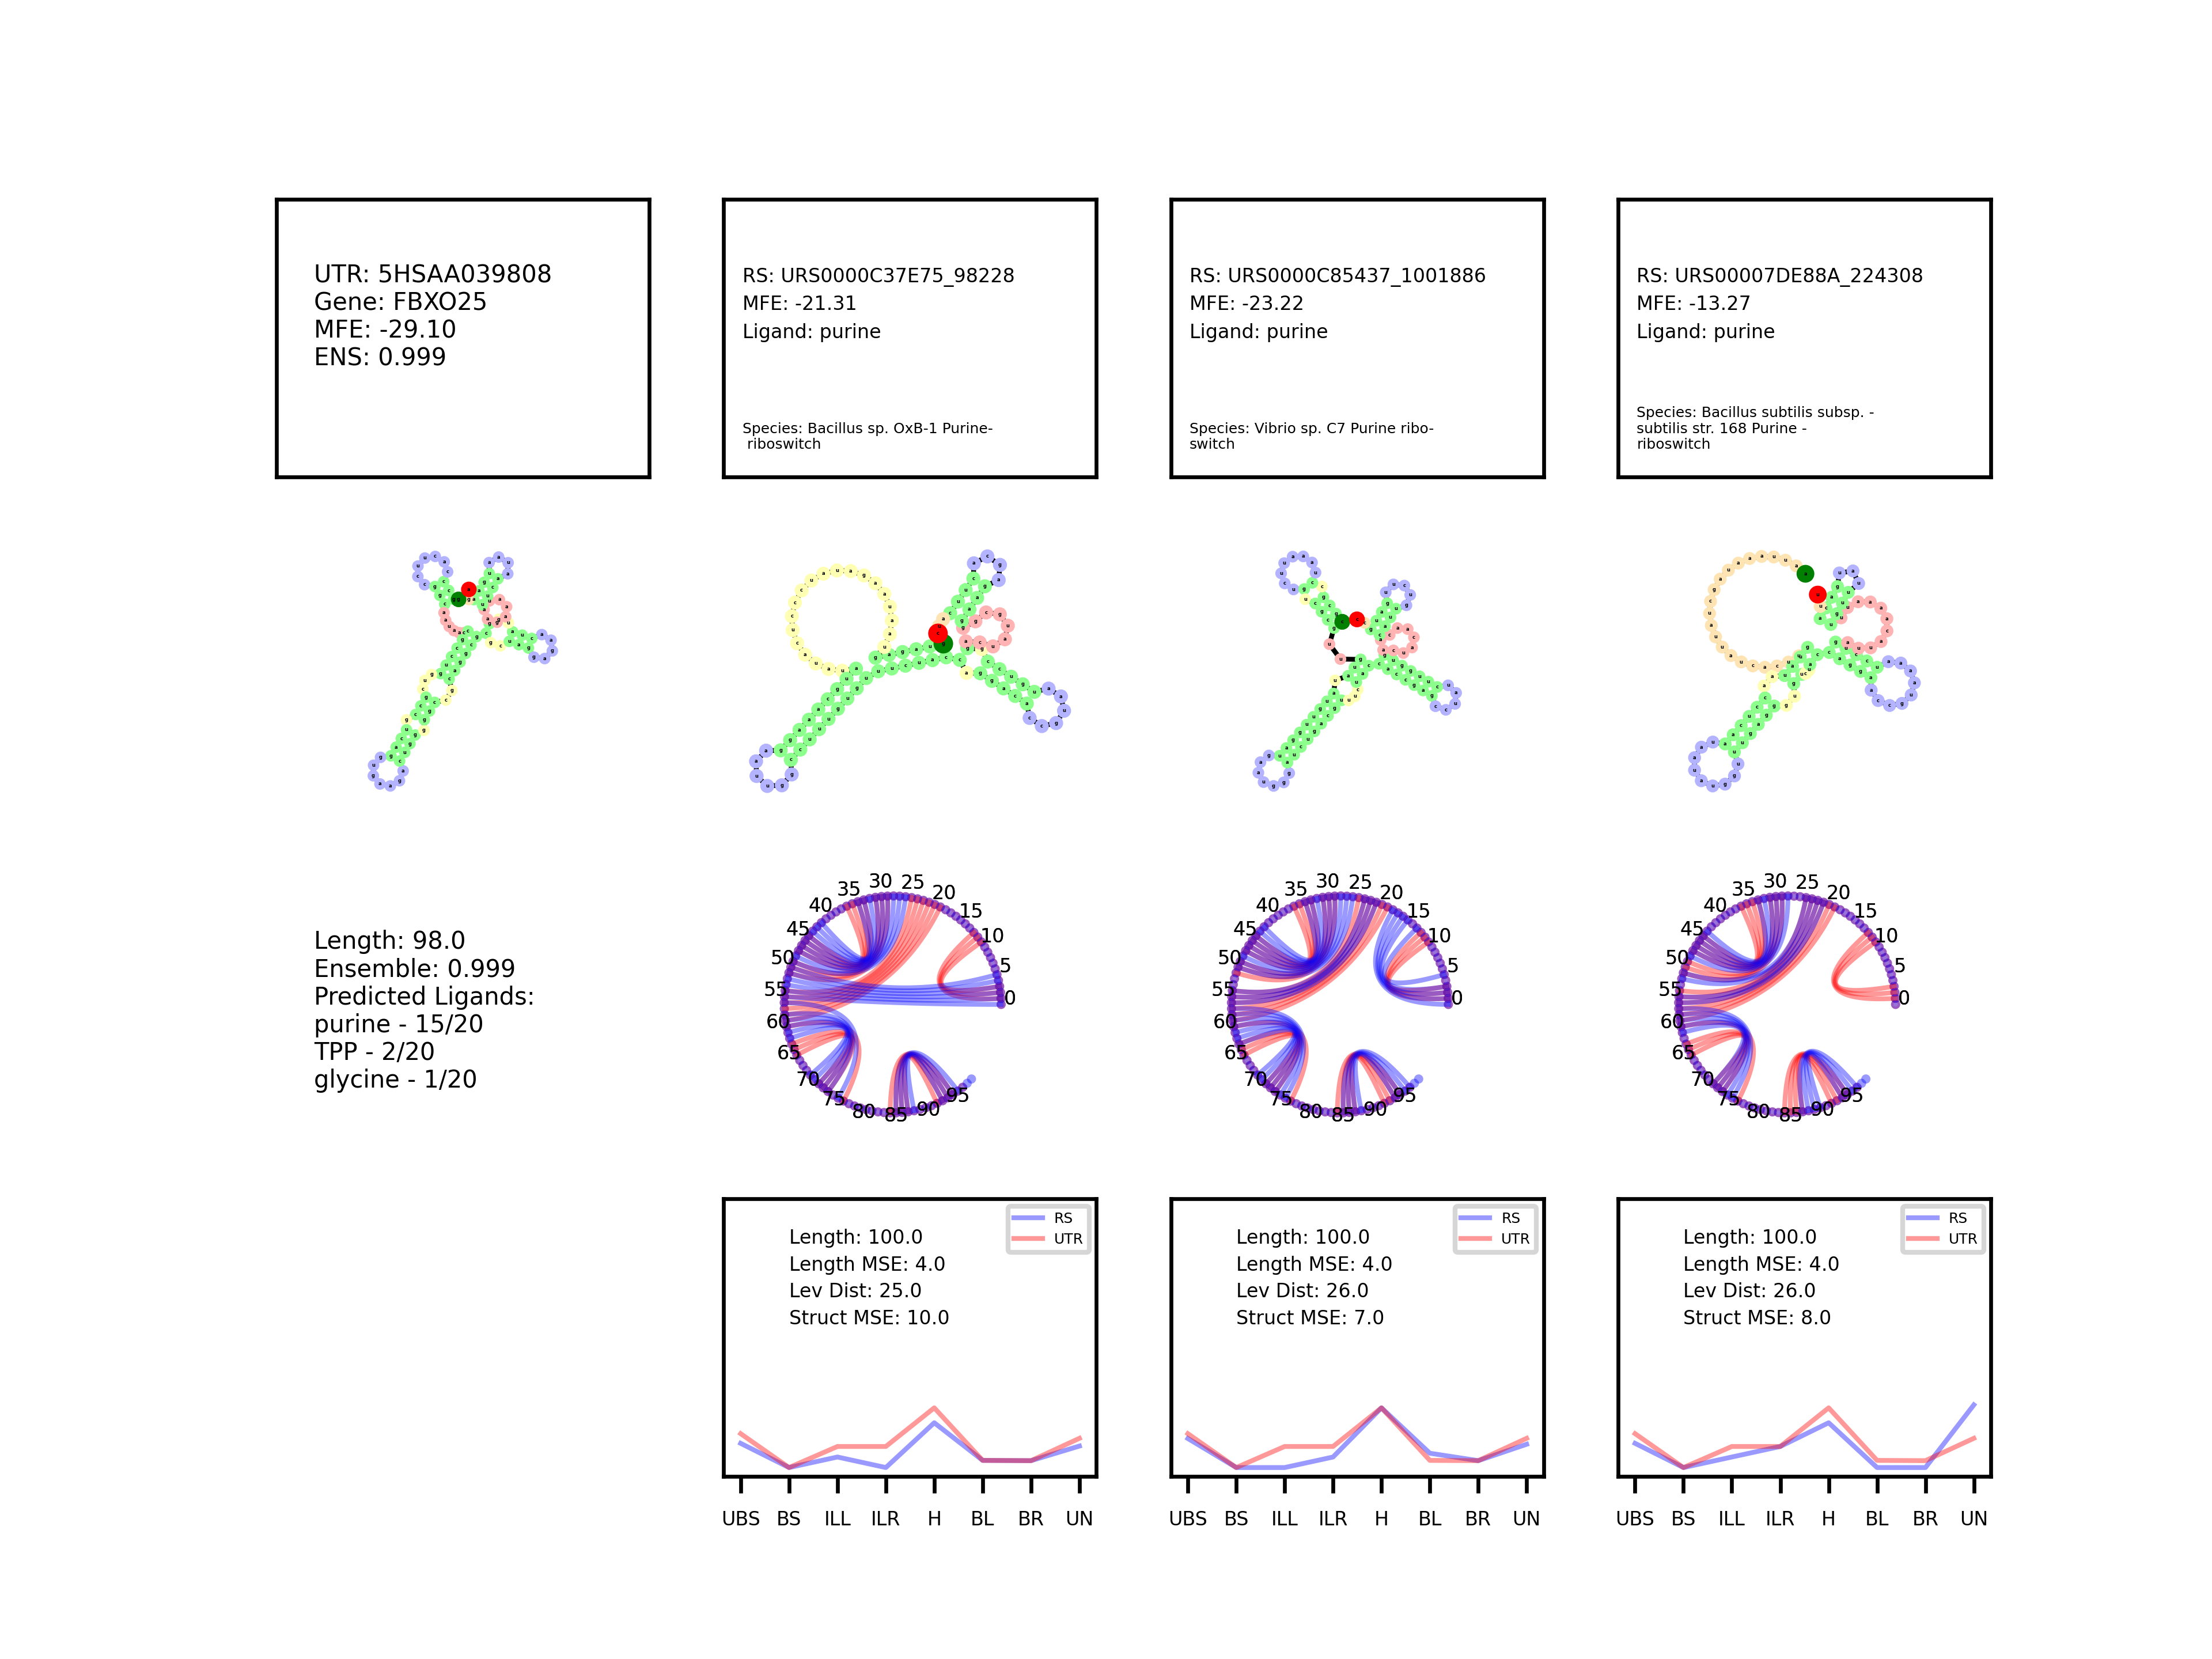 UTR: 5HSAA039808
Gene: FBXO25
MFE: -29.10
ENS: 0.999
RS: URS0000C37E75_98228
MFE: -21.31
Ligand: purine
Species: Bacillus sp. OxB-1 Purine-
riboswitch
RS: URS0000C85437_1001886
MFE: -23.22
Ligand: purine
Species: Vibrio sp. C7 Purine ribo-
switch
RS: URS00007DE88A_224308
MFE: -13.27
Ligand: purine
Species: Bacillus subtilis subsp. -
subtilis str. 168 Purine -
riboswitch
Length: 98.0
Ensemble: 0.999
Predicted Ligands:
purine - 15/20
TPP - 2/20
glycine - 1/20
0 5 10 15 20 25 30 35 40 45 50 55 60 65 70 75 80 85 90 95
0 5 10 15 20 25 30 35 40 45 50 55 60 65 70 75 80 85 90 95
0 5 10 15 20 25 30 35 40 45 50 55 60 65 70 75 80 85 90 95
RS
UTR
Length: 100.0
Length MSE: 4.0
Lev Dist: 25.0
Struct MSE: 10.0
UBS BS ILL ILR H BL BR UN
RS
UTR
Length: 100.0
Length MSE: 4.0
Lev Dist: 26.0
Struct MSE: 7.0
UBS BS ILL ILR H BL BR UN
RS
UTR
Length: 100.0
Length MSE: 4.0
Lev Dist: 26.0
Struct MSE: 8.0
UBS BS ILL ILR H BL BR UN